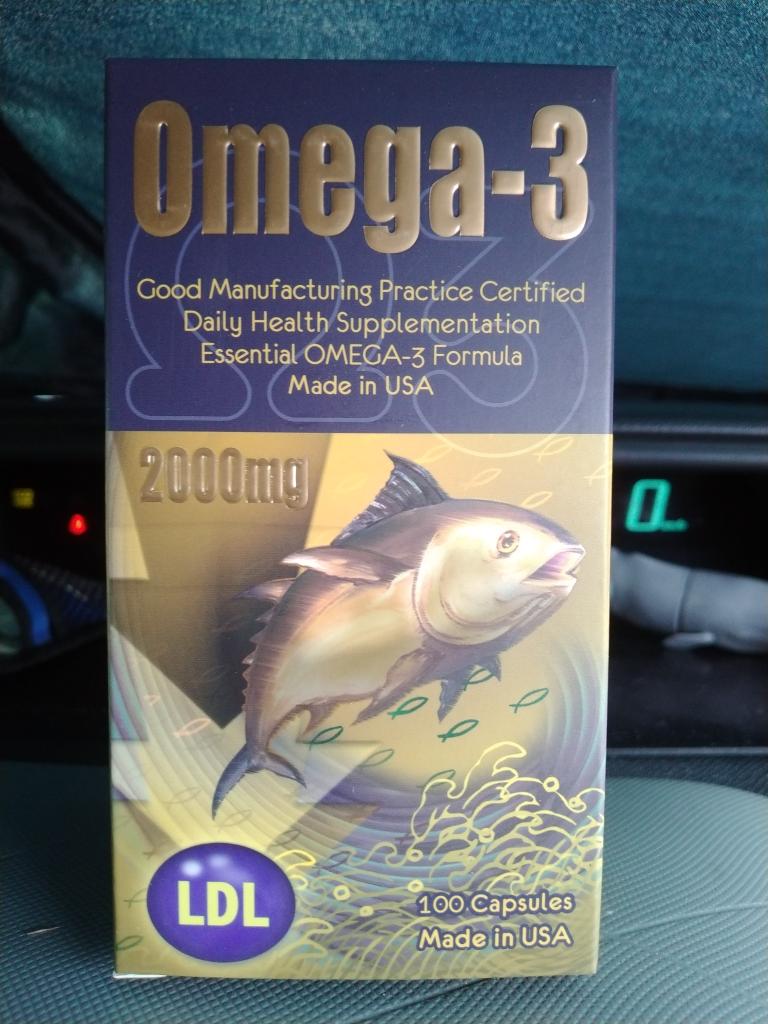 Omega-3
Good Manufacturing Practice Certified
Daily Health Supplementation
Essential OMEGA-3 Formula
Made in USA
2000mg
0
LDL
100 Capsules
Made in USA